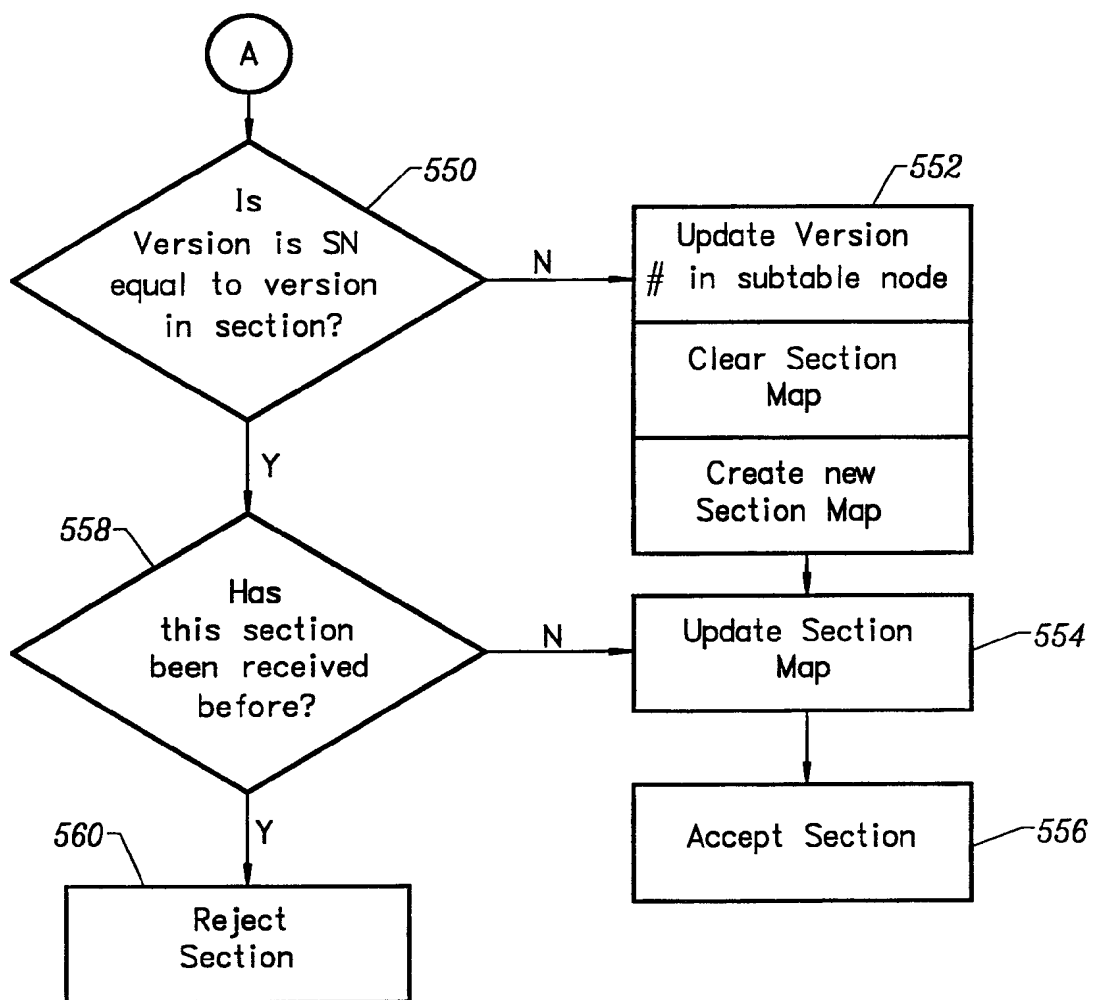 A
550
Is
Version is SN
equal to version
in section?
N
552
Update Version
# in subtable node
Clear Section
Map
Create new
Section Map
Y
558
Has
this section
been received
before?
N
Update Section
Map
554
Y
560
Reject
Section
Accept Section
556